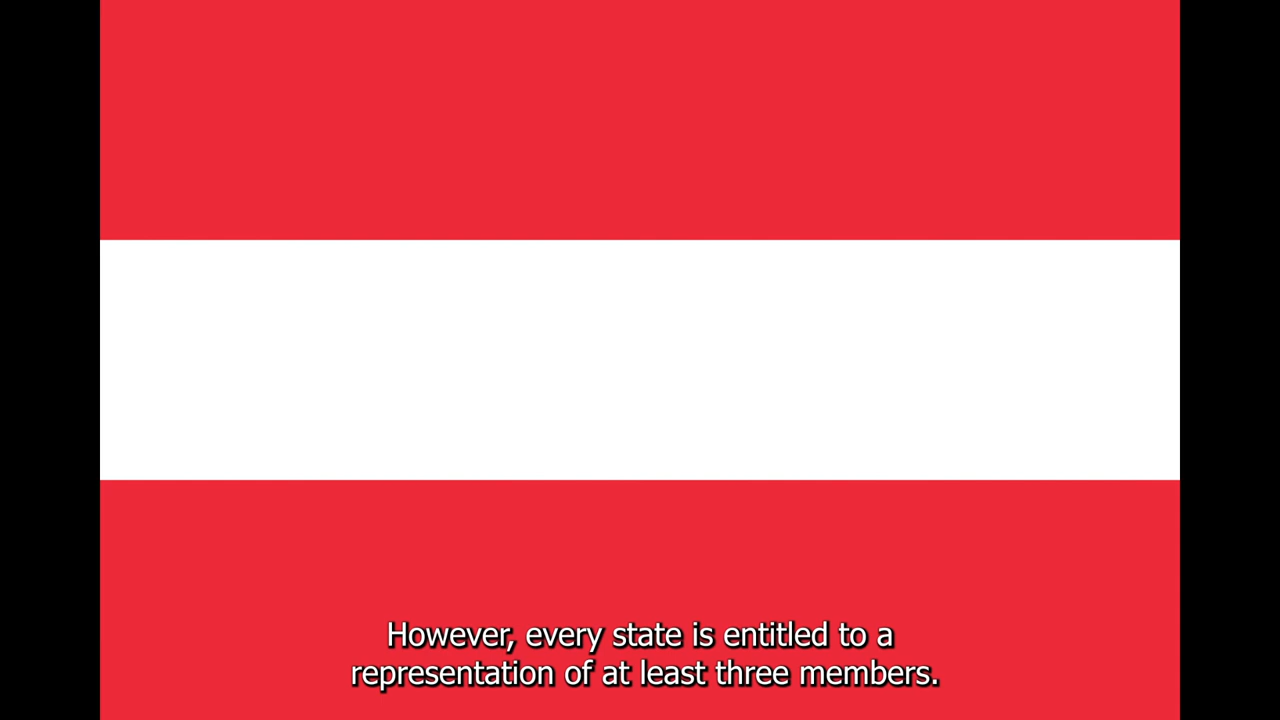 However, every state is entitled to a
representation of at least three members.